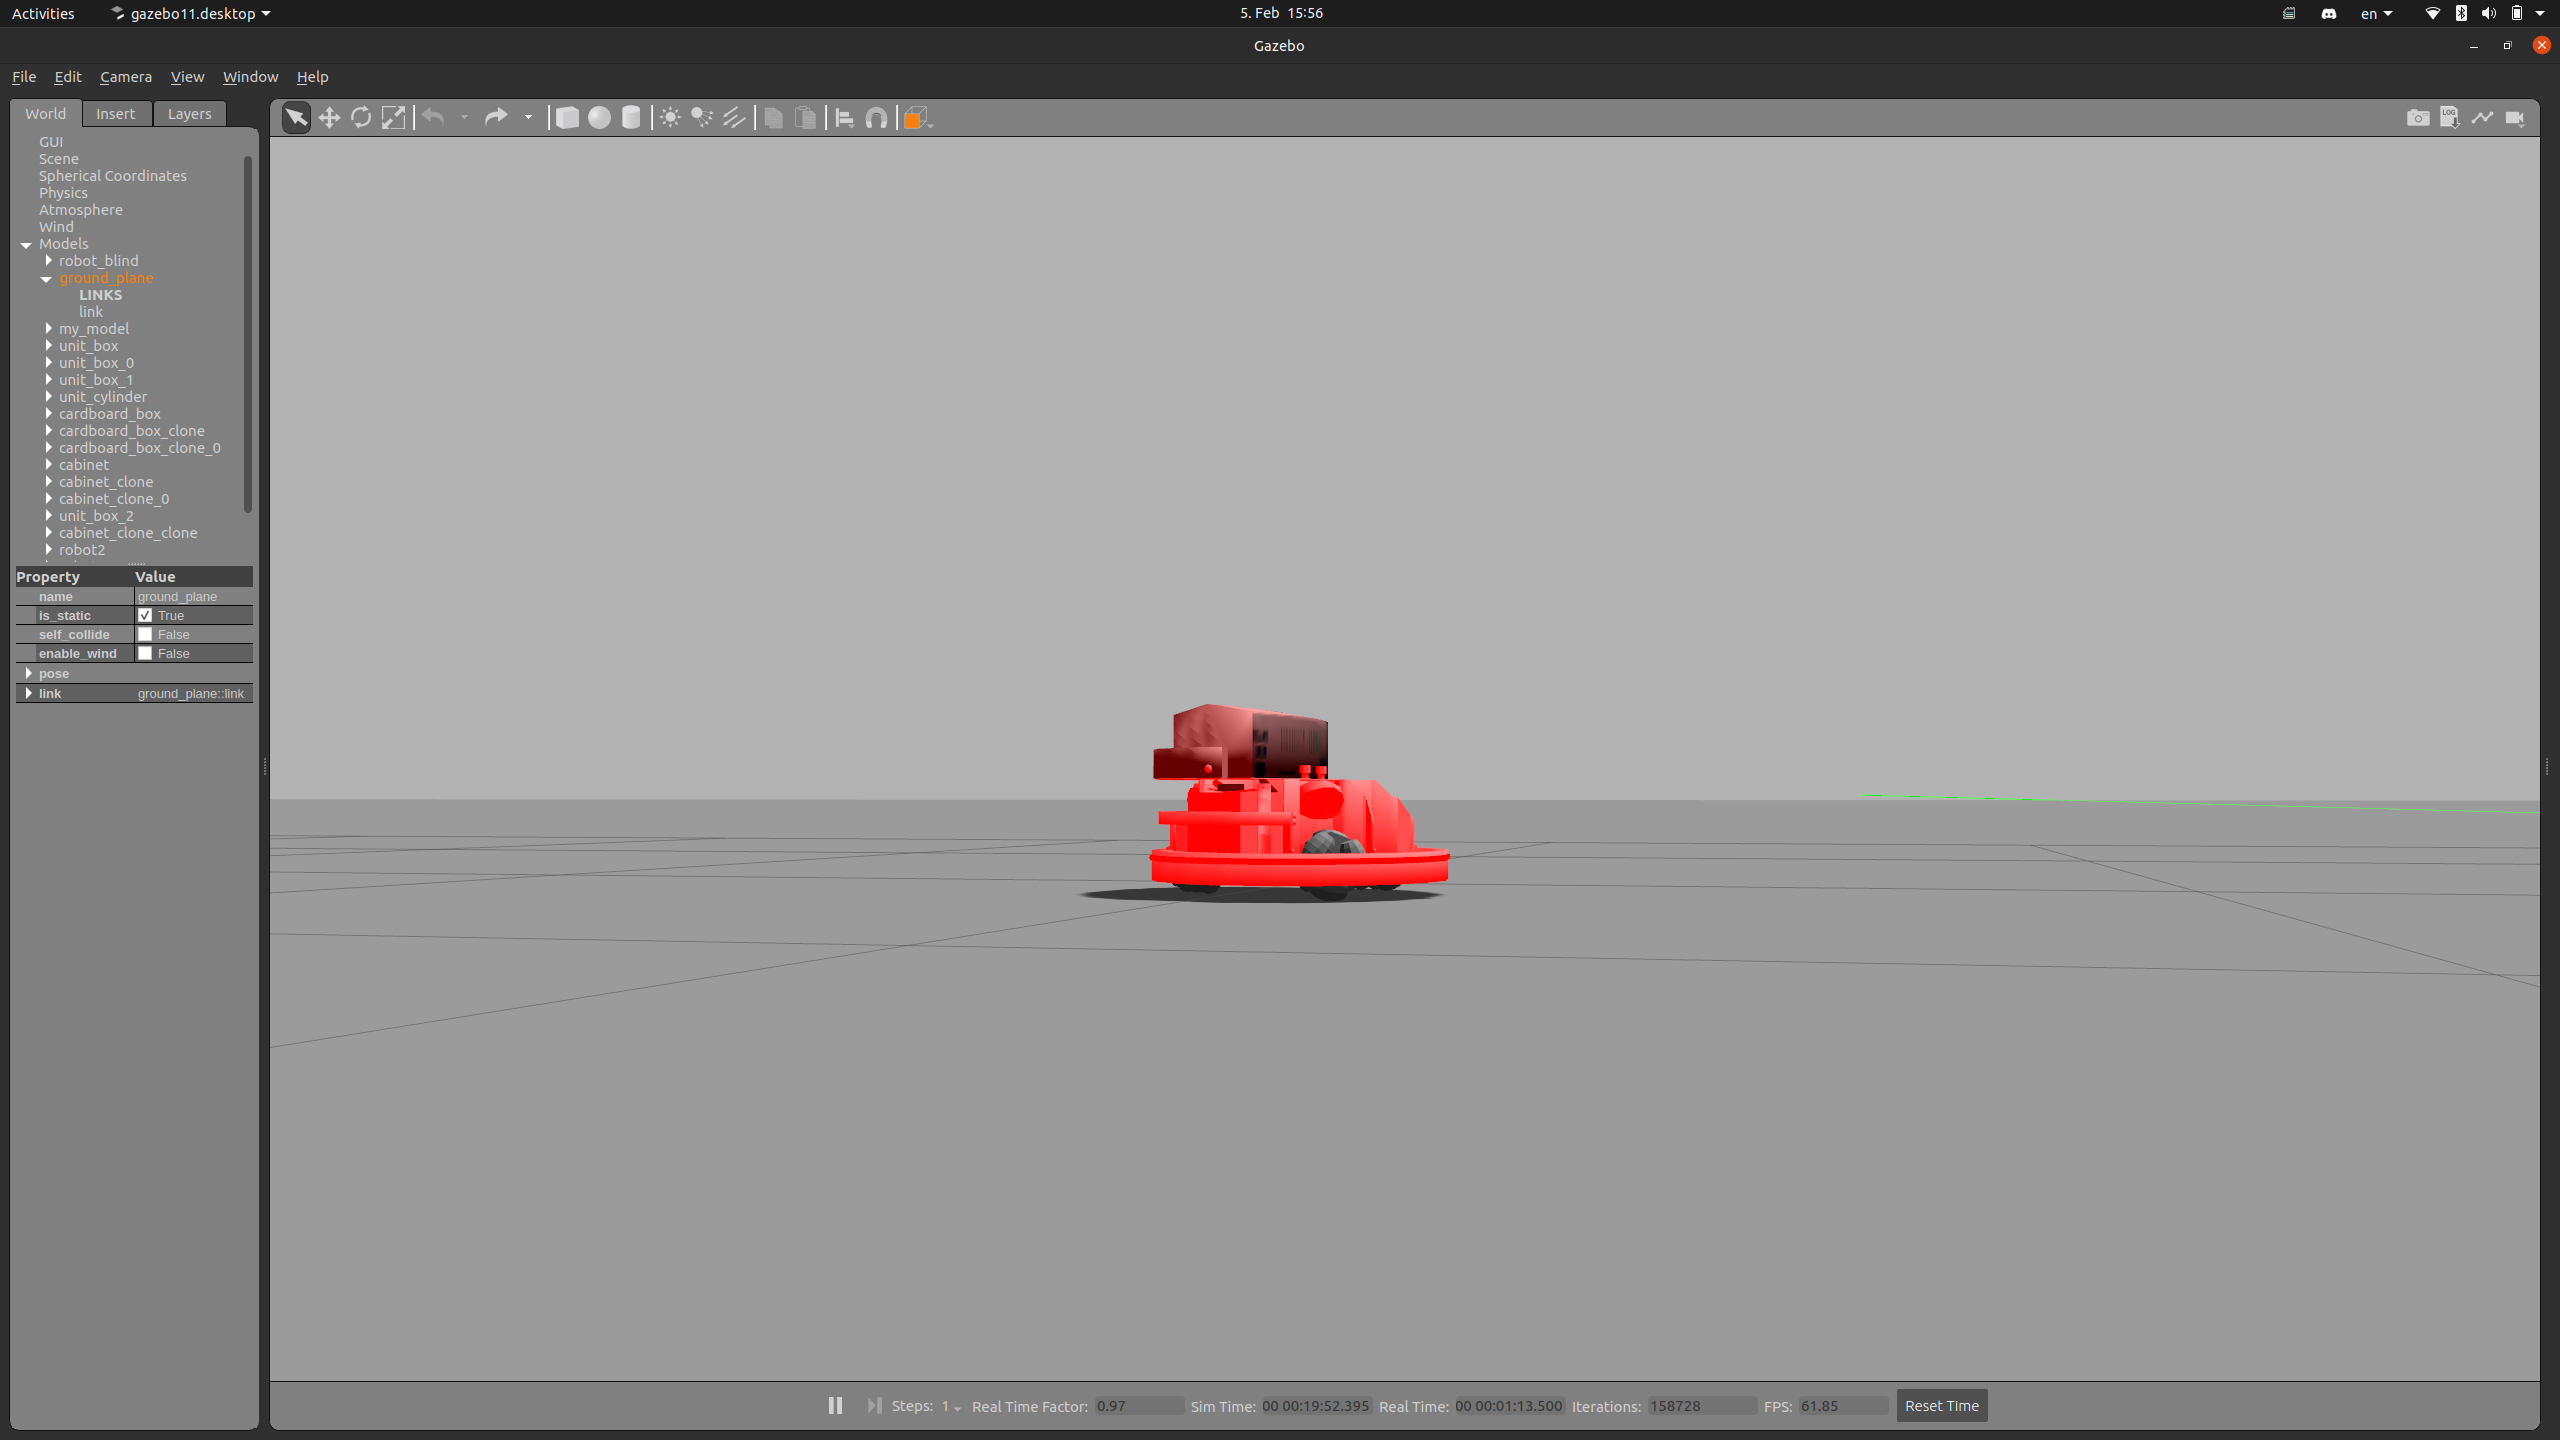 Activities gazebo11.desktop 5. Feb 15:56 en
Gazebo
File Edit Camera View Window Help
World Insert Layers
GUI
Scene
Spherical Coordinates
Physics
Atmosphere
Wind
Models
robot_blind
ground_plane
LINKS
link
my_model
unit_box
unit_box_0
unit_box_1
unit_cylinder
cardboard_box
cardboard_box_clone
cardboard_box_clone_0
cabinet
cabinet_clone
cabinet_clone_0
unit_box_2
cabinet_clone_clone
robot2
Property Value
name ground_plane
is_static True
self_collide False
enable_wind False
pose
link ground_plane::link
LOG
Steps: 1 Real Time Factor: 0.97 Sim Time: 00 00:19:52.395 Real Time: 00 00:01:13.500 Iterations: 158728 FPS: 61.85 Reset Time